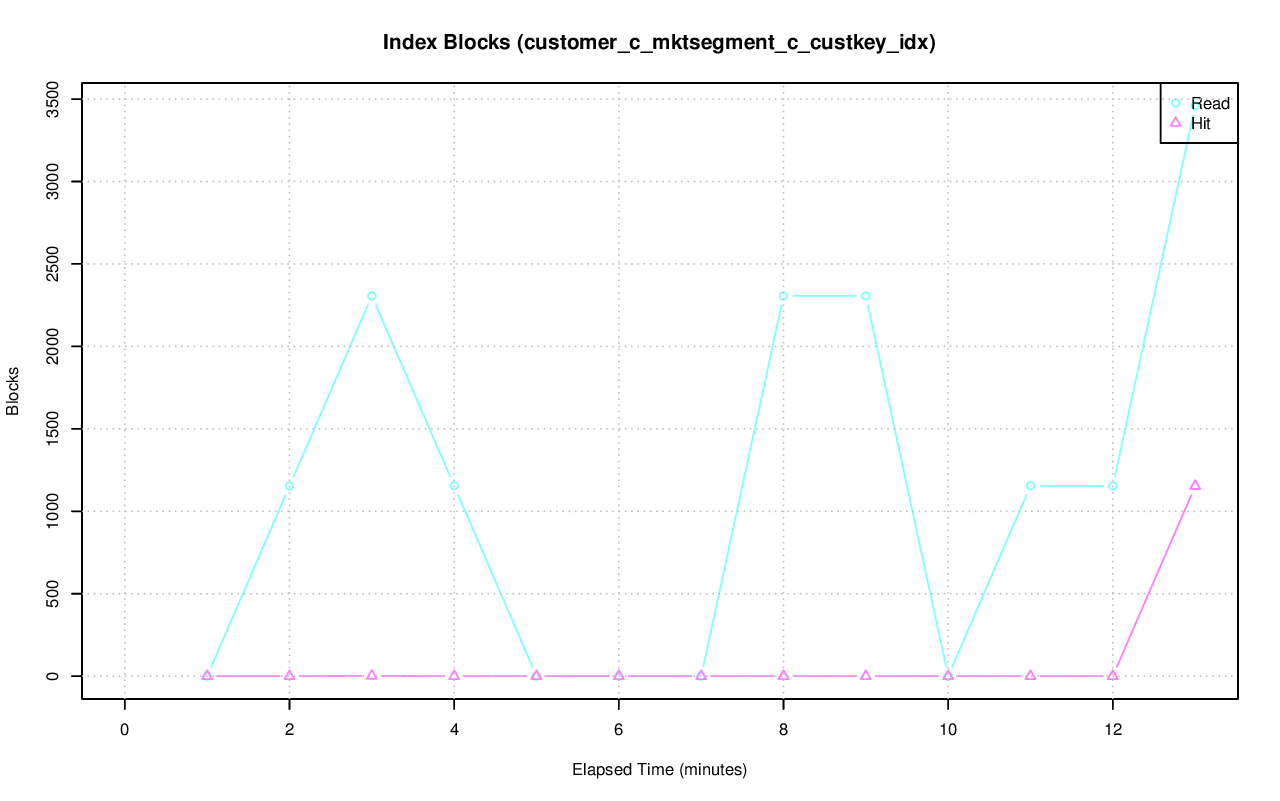 Index Blocks (customer_c_mktsegment_c_custkey_idx)
Read
Hit
3500
3000
2500
2000
1500
1000
500
0
Blocks
0 2 4 6 8 10 12
Elapsed Time (minutes)